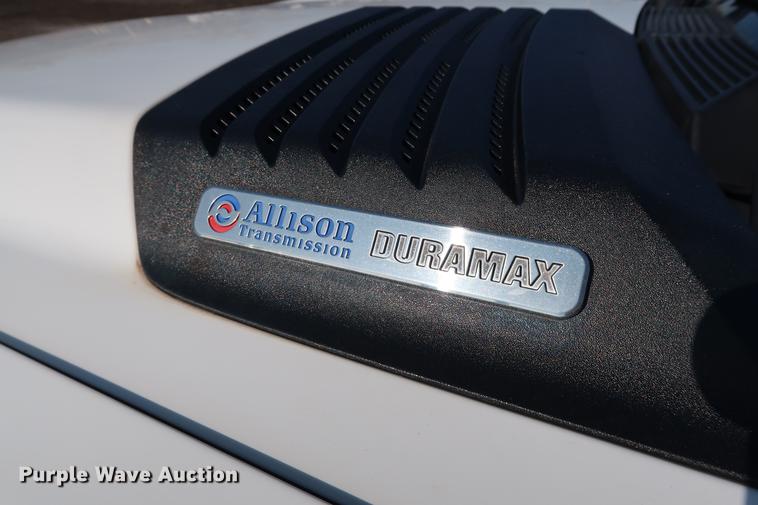 Allison DURAMAX
Transmission
Purple Wave Auction